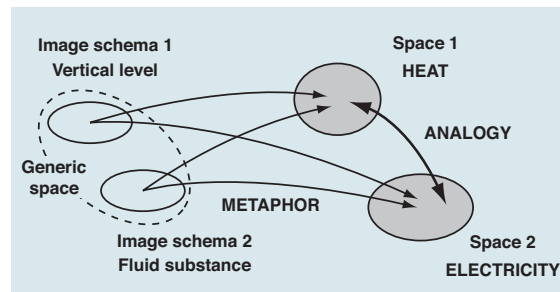 Image schema 1
Vertical level
Space 1
HEAT
ANALOGY
Generic
space
METAPHOR
Image schema 2
Fluid substance
Space 2
ELECTRICITY